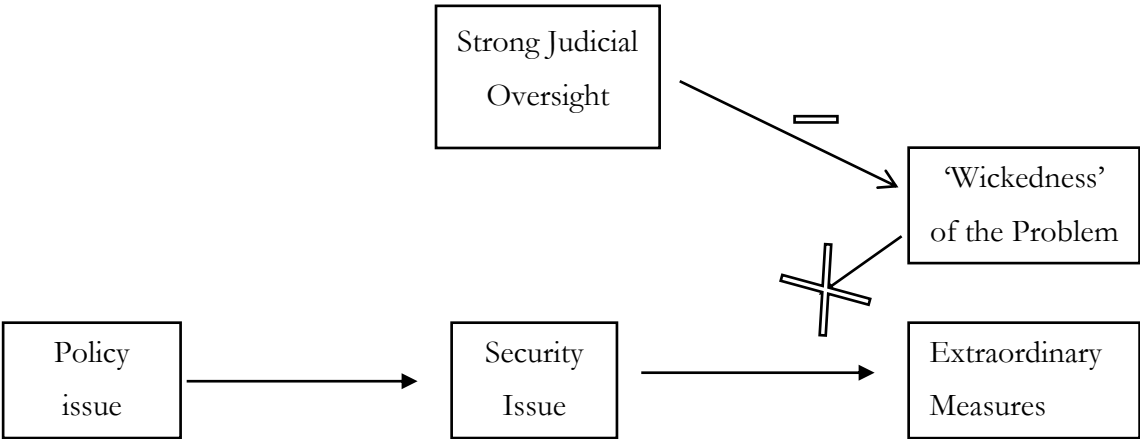 Strong Judicial
Oversight
‘Wickedness’
of the Problem
Policy
issue
Security
Issue
Extraordinary
Measures